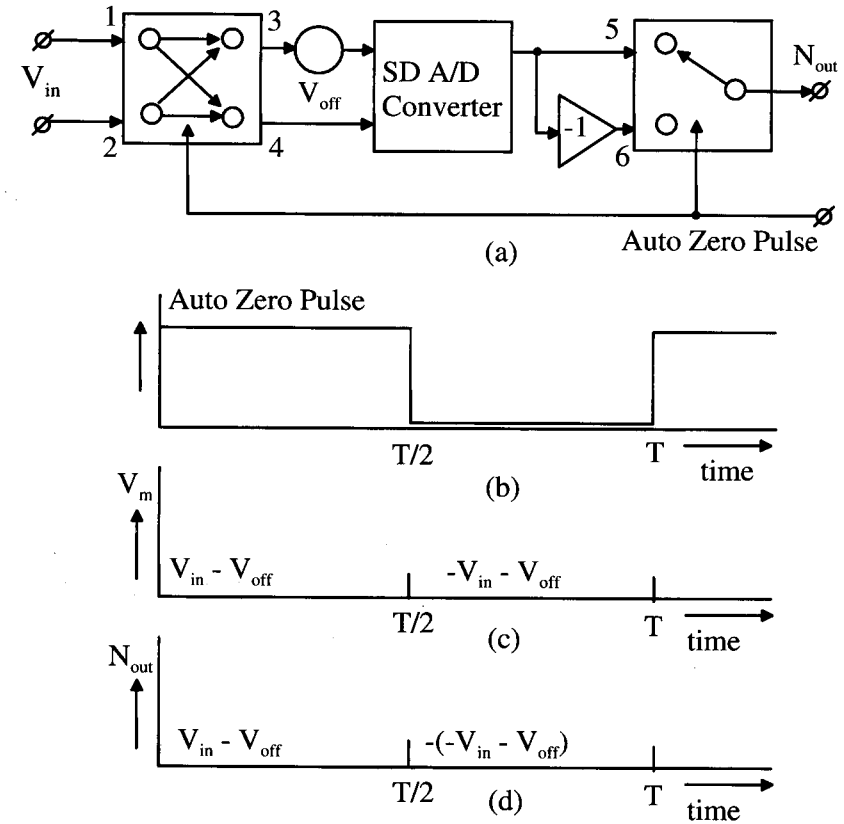 1
3
5
V_in
V_off
SD A/D
Converter
-1
N_out
2
4
6
Auto Zero Pulse
(a)
Auto Zero Pulse
T/2
T
time
(b)
V_m
V_in - V_off
-V_in - V_off
T/2
T
time
(c)
N_out
V_in - V_off
-(-V_in - V_off)
T/2
T
time
(d)